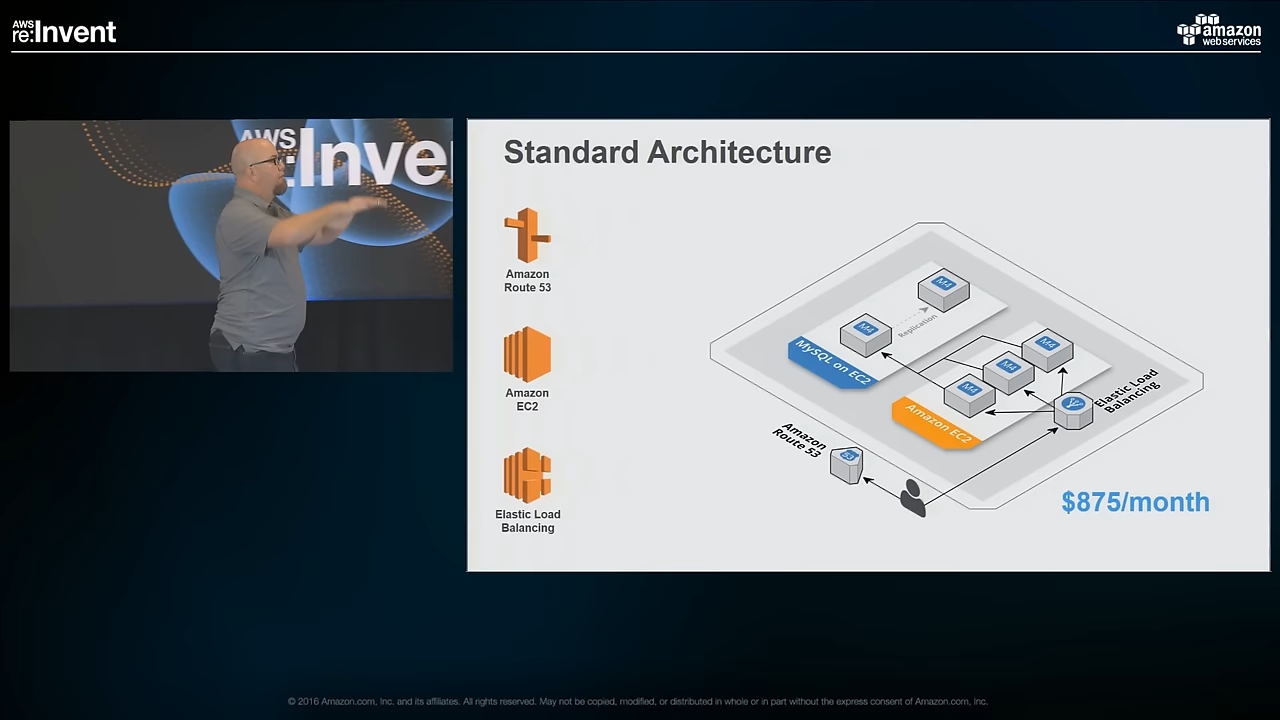 AWS
re:Invent
amazon
web services
AWS
:Inve
Standard Architecture
Amazon
Route 53
Amazon
EC2
Elastic Load
Balancing
M4
M4
Replication
MySQL on EC2
M4
M4
M4
Amazon EC2
Elastic Load
Balancing
Amazon
Route 53
53
$875/month
© 2016 Amazon.com, Inc. and its affiliates. All rights reserved. May not be copied, modified, or distributed in whole or in part without the express consent of Amazon.com, Inc.